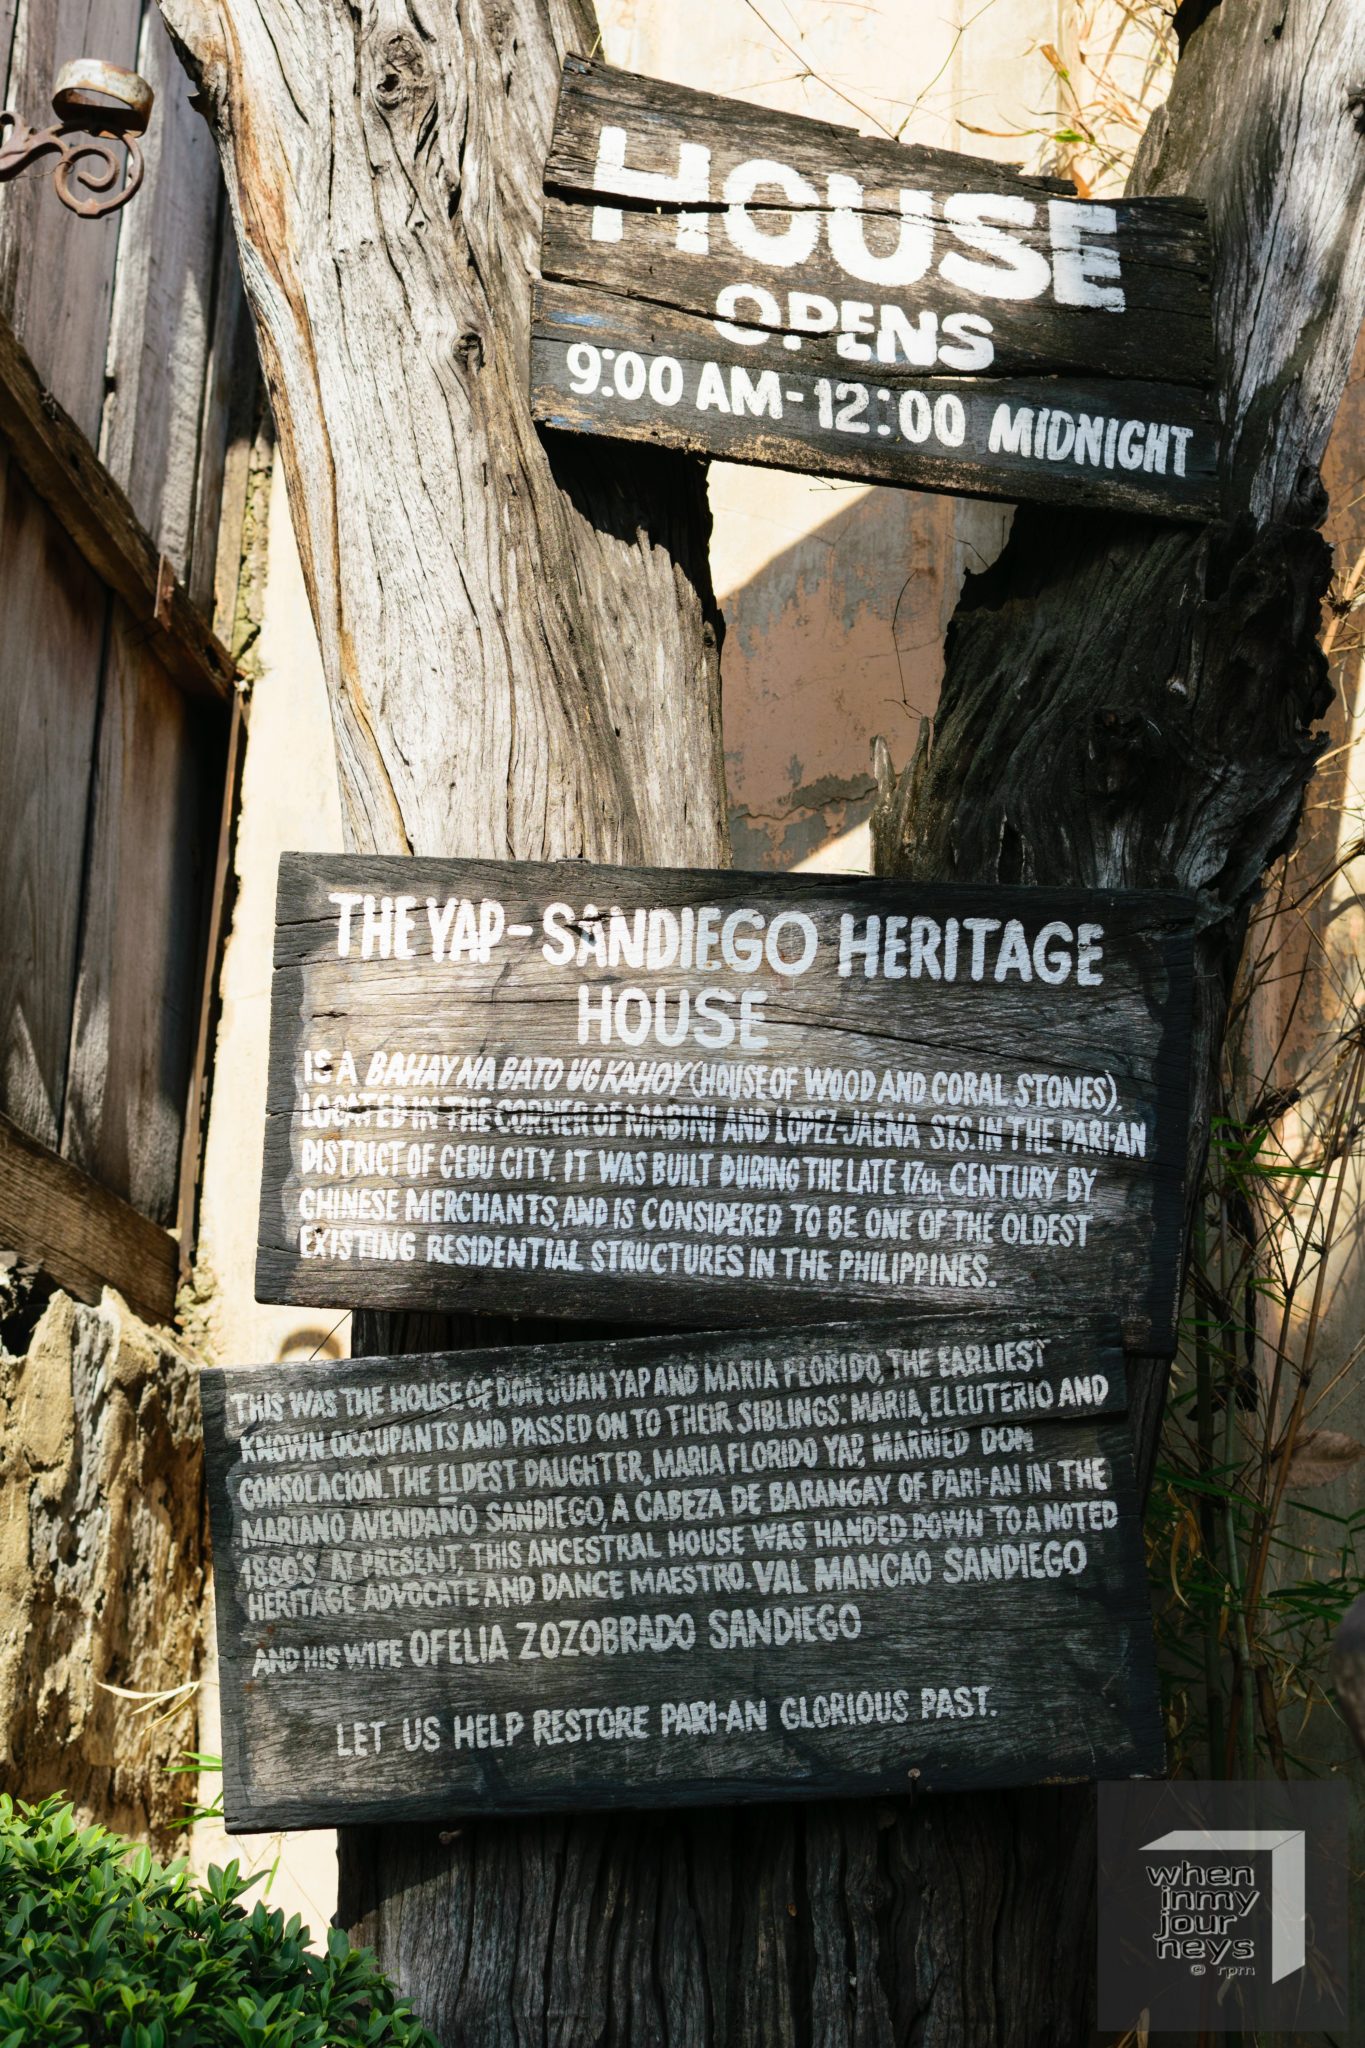 HOUSE
OPENS
9:00 AM - 12:00 MIDNIGHT
THE YAP-SANDIEGO HERITAGE
HOUSE
IS A BAHAY NA BATO UG KAHOY (HOUSE OF WOOD AND CORAL STONES).
LOCATED IN THE CORNER OF MABINI AND LOPEZ-JAENA STS. IN THE PARI-AN
DISTRICT OF CEBU CITY. IT WAS BUILT DURING THE LATE 17th CENTURY BY
CHINESE MERCHANTS, AND IS CONSIDERED TO BE ONE OF THE OLDEST
EXISTING RESIDENTIAL STRUCTURES IN THE PHILIPPINES.
THIS WAS THE HOUSE OF DON JUAN YAP AND MARIA FLORIDO, THE EARLIEST
KNOWN OCCUPANTS AND PASSED ON TO THEIR SIBLINGS: MARIA, ELEUTERIO AND
CONSOLACION. THE ELDEST DAUGHTER, MARIA FLORIDO YAP, MARRIED DON
MARIANO AVENDAÑO SANDIEGO, A CABEZA DE BARANGAY OF PARI-AN IN THE
1880'S AT PRESENT, THIS ANCESTRAL HOUSE WAS HANDED DOWN TO A NOTED
HERITAGE ADVOCATE AND DANCE MAESTRO. VAL MANCAO SANDIEGO
AND HIS WIFE OFELIA ZOZOBRADO SANDIEGO
LET US HELP RESTORE PARI-AN GLORIOUS PAST.
when
inmy
jour
neys
© rpm